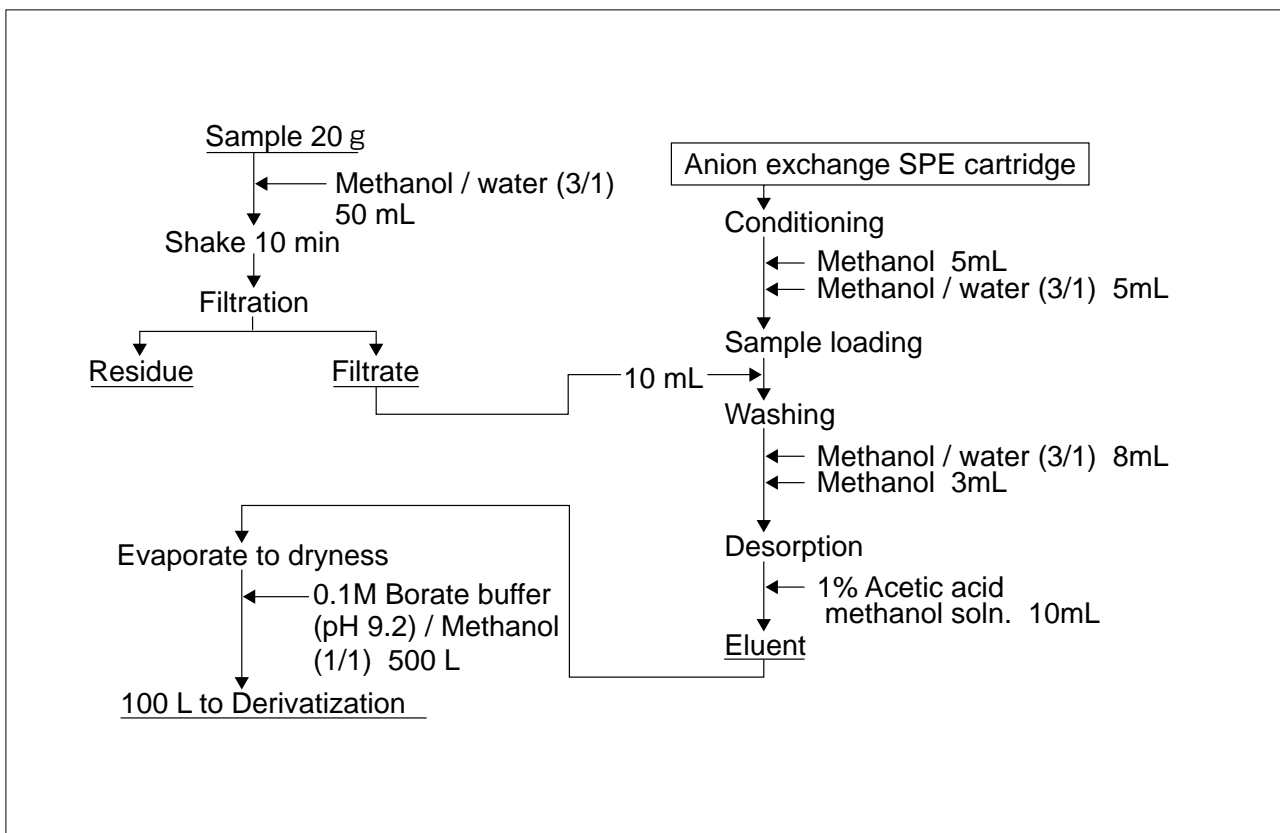 Sample 20 g
Methanol / water (3/1)
50 mL
Shake 10 min
Filtration
Residue
Filtrate
10 mL
Anion exchange SPE cartridge
Conditioning
Methanol 5mL
Methanol / water (3/1) 5mL
Sample loading
Washing
Methanol / water (3/1) 8mL
Methanol 3mL
Desorption
1% Acetic acid
methanol soln. 10mL
Eluent
Evaporate to dryness
0.1M Borate buffer
(pH 9.2) / Methanol
(1/1) 500 L
100 L to Derivatization